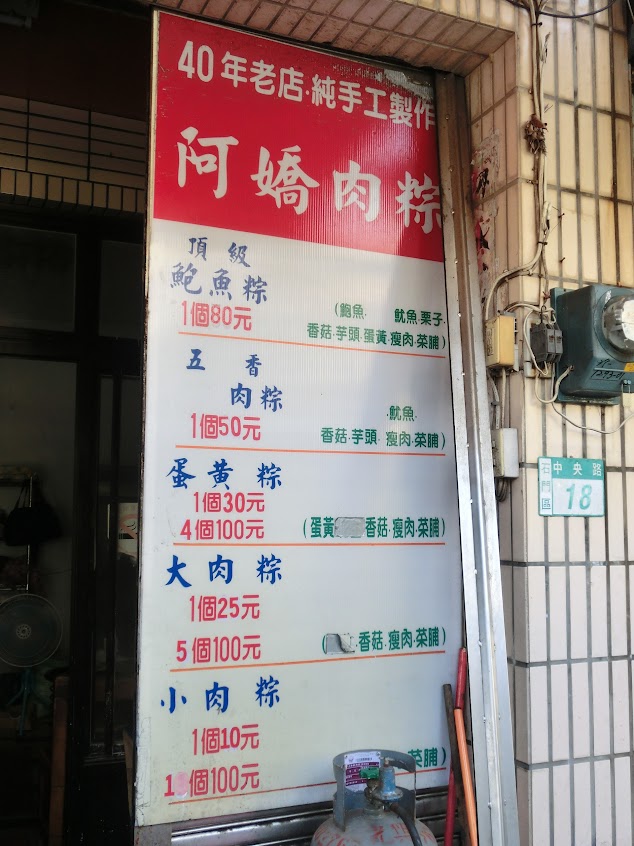 40年老店.純手工製作
阿嬌肉粽
頂級
鮑魚粽
1個80元
(鮑魚. 魷魚.栗子.
香菇.芋頭.蛋黃.瘦肉.菜脯)
五香
肉粽
1個50元
.魷魚.
香菇.芋頭. 瘦肉.菜脯)
蛋黃粽
1個30元
4個100元
(蛋黃 香菇.瘦肉.菜脯)
大肉粽
1個25元
5個100元
( .香菇.瘦肉.菜脯)
小肉粽
1個10元
個100元
菜脯)
石門區
中央路
18